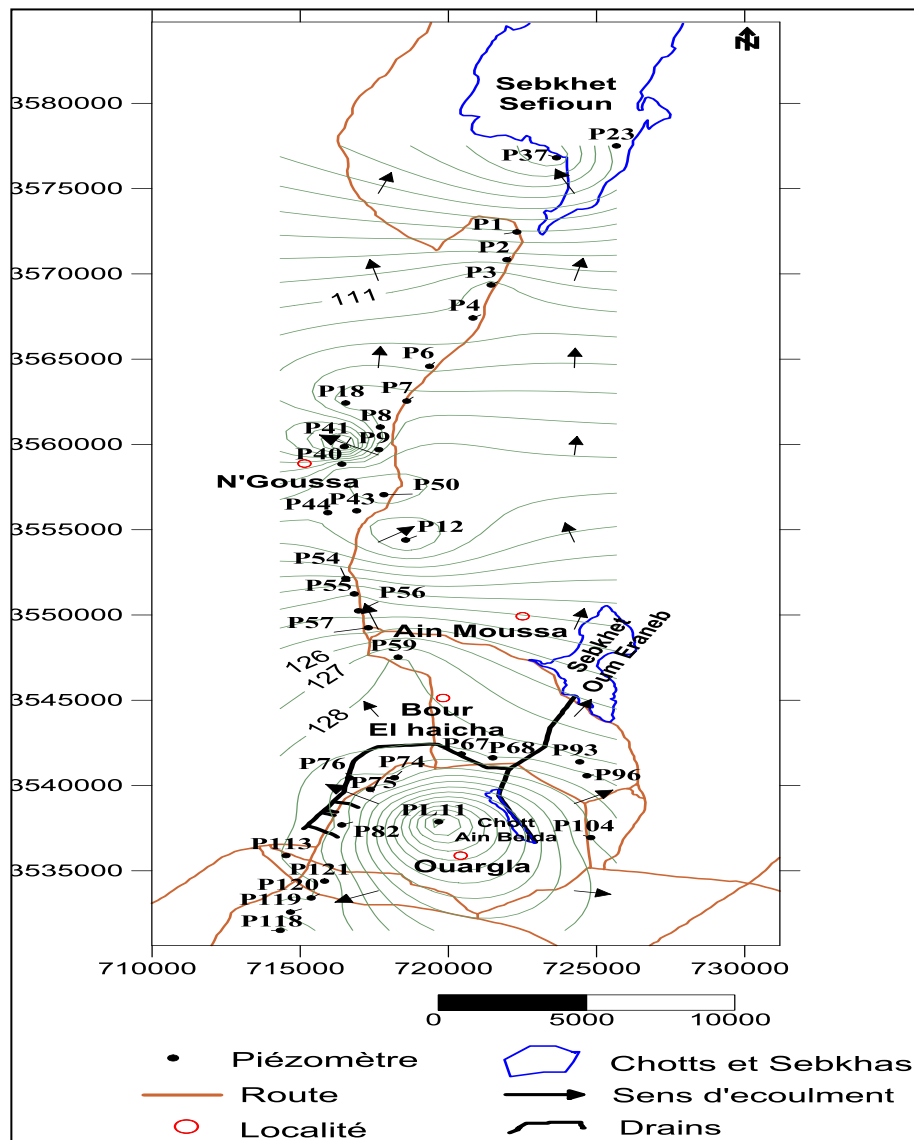 N
Sebkhet
Sefioun
3580000
P23
P37
3575000
P1
P2
3570000
P3
111
P4
3565000
P6
P18
P7
P8
P41
P9
3560000
P40
N'Goussa
P43
P50
P44
3555000
P12
P54
P55
P56
3550000
P57
Ain Moussa
Sebkhet
Oum Eraneb
P59
126
127
128
3545000
Bour
El haicha
P67
P68
P93
P76
P74
3540000
P75
P96
PL11
P82
Chott
Ain Beida
P104
P113
3535000
Ouargla
P121
P120
P119
P118
710000 715000 720000 725000 730000
0 5000 10000
Piézomètre
Chotts et Sebkhas
Route
Sens d'ecoulment
Localité
Drains